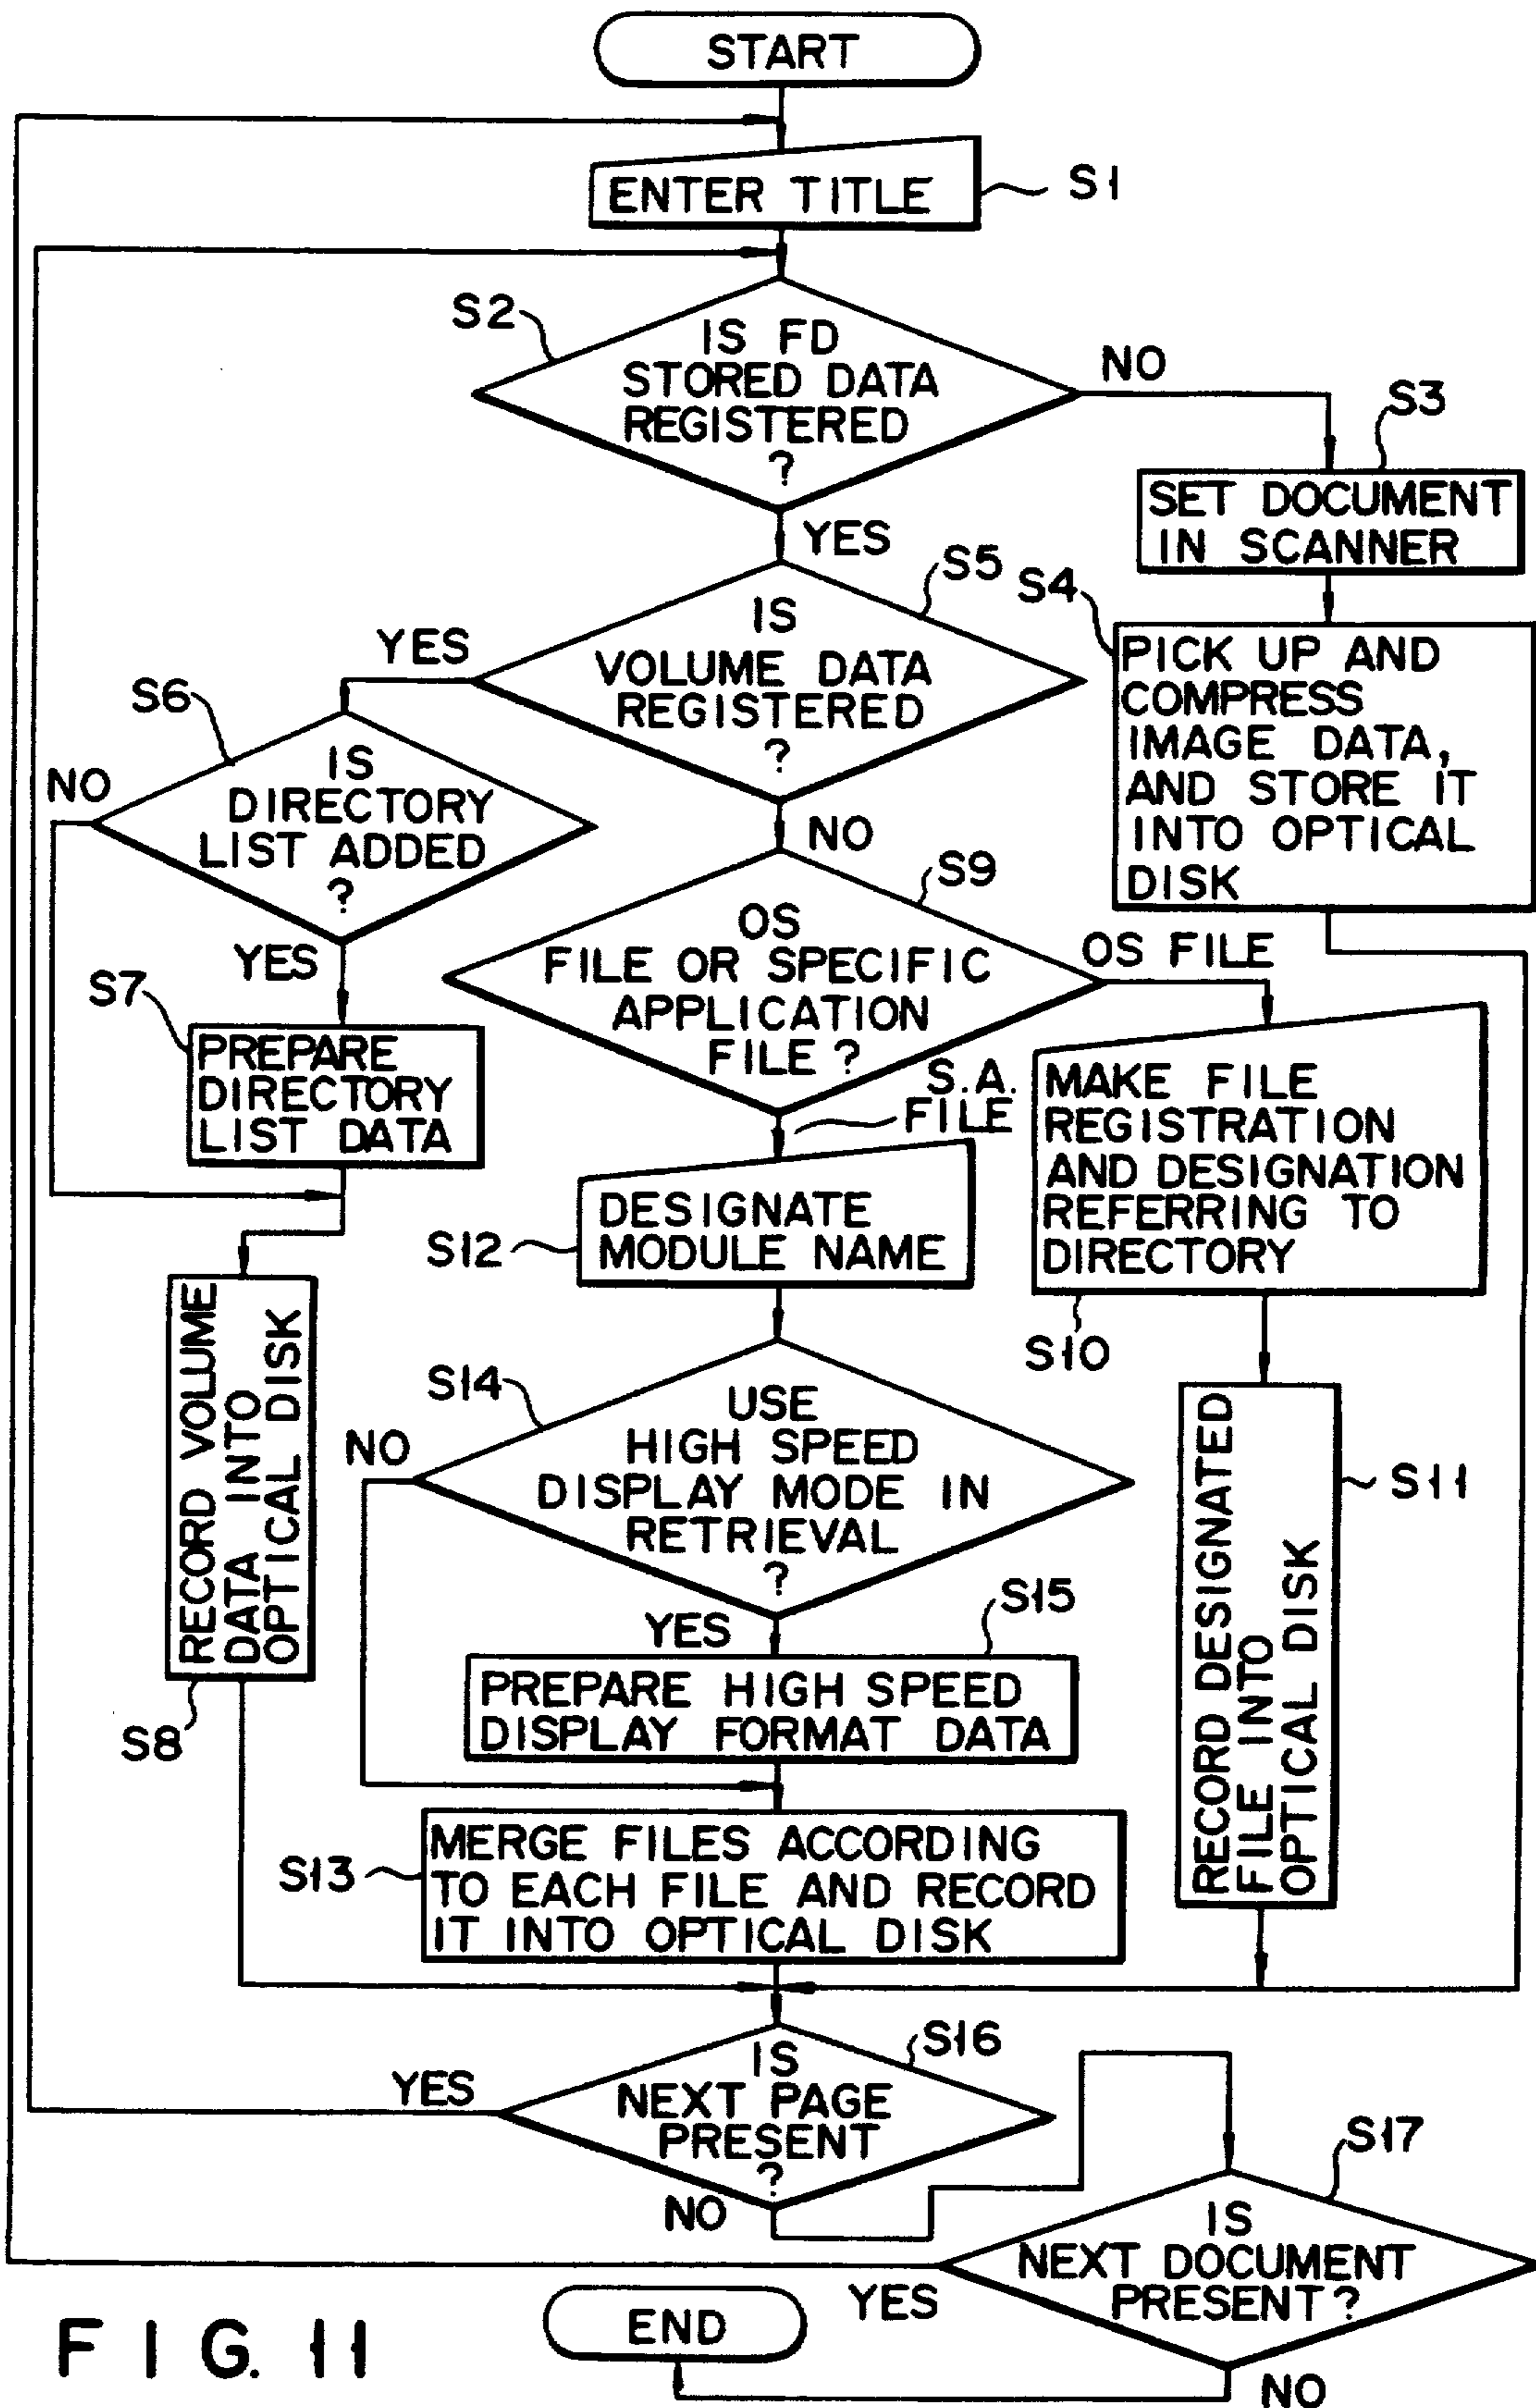 START
ENTER TITLE
S1
S2
IS FD
STORED DATA
REGISTERED
?
NO
YES
S3
SET DOCUMENT
IN SCANNER
S4
PICK UP AND
COMPRESS
IMAGE DATA,
AND STORE IT
INTO OPTICAL
DISK
S5
IS
VOLUME DATA
REGISTERED
?
YES
NO
S6
IS
DIRECTORY
LIST ADDED
?
NO
YES
S7
PREPARE
DIRECTORY
LIST DATA
S8
RECORD VOLUME
DATA INTO
OPTICAL DISK
S9
OS
FILE OR SPECIFIC
APPLICATION
FILE ?
OS FILE
S.A.
FILE
MAKE FILE
REGISTRATION
AND DESIGNATION
REFERRING TO
DIRECTORY
S10
RECORD DESIGNATED
FILE INTO
OPTICAL DISK
S11
S12
DESIGNATE
MODULE NAME
S14
USE
HIGH SPEED
DISPLAY MODE IN
RETRIEVAL
?
NO
YES
S15
PREPARE HIGH SPEED
DISPLAY FORMAT DATA
S13
MERGE FILES ACCORDING
TO EACH FILE AND RECORD
IT INTO OPTICAL DISK
S16
IS
NEXT PAGE
PRESENT
?
YES
NO
S17
IS
NEXT DOCUMENT
PRESENT?
YES
NO
END
FIG. 11